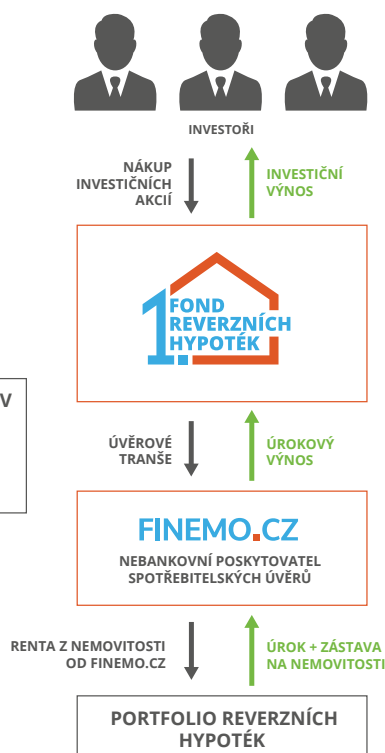 INVESTOŘI
NÁKUP
INVESTIČNÍCH
AKCIÍ
INVESTIČNÍ
VÝNOS
1.
FOND
REVERZNÍCH
HYPOTÉK
V
ÚVĚROVÉ
TRANŠE
ÚROKOVÝ
VÝNOS
FINEMO.CZ
NEBANKOVNÍ POSKYTOVATEL
SPOTŘEBITELSKÝCH ÚVĚRŮ
RENTA Z NEMOVITOSTI
OD FINEMO.CZ
ÚROK + ZÁSTAVA
NA NEMOVITOSTI
PORTFOLIO REVERZNÍCH
HYPOTÉK